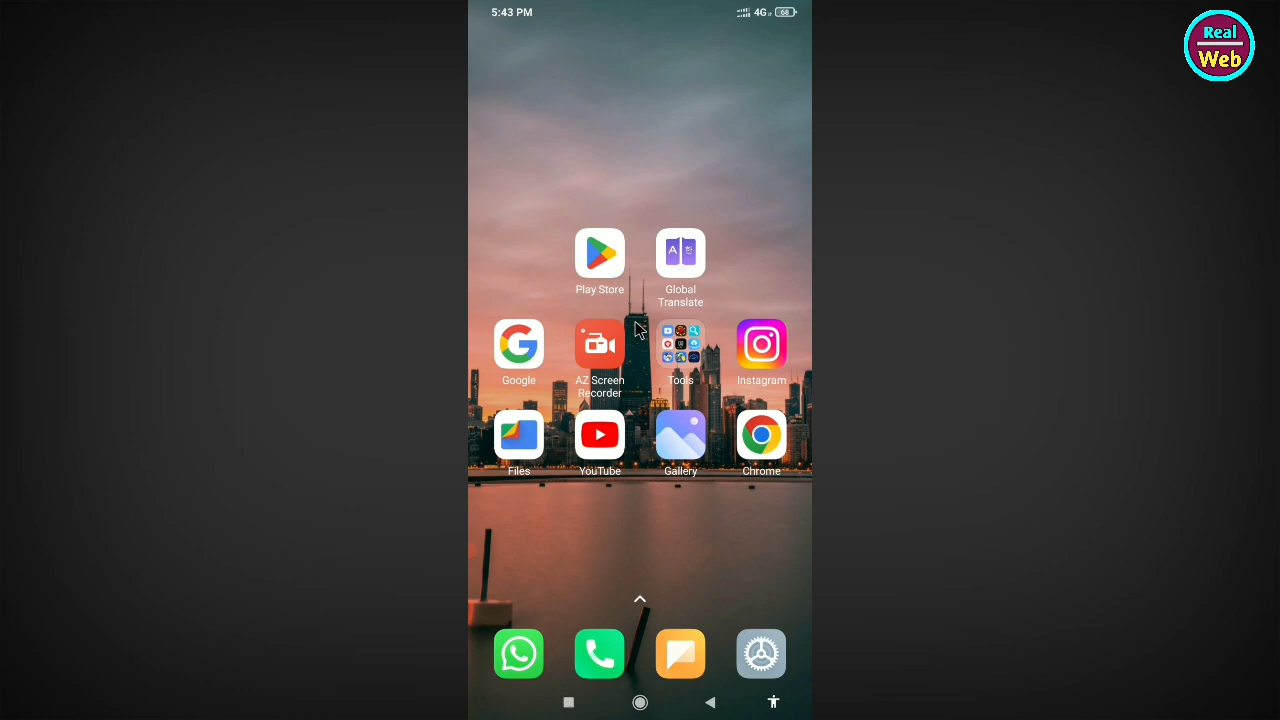 5:43 PM
4G
68
Real
Web
Play Store
Global
Translate
Google
AZ Screen
Recorder
Tools
Instagram
Files
YouTube
Gallery
Chrome